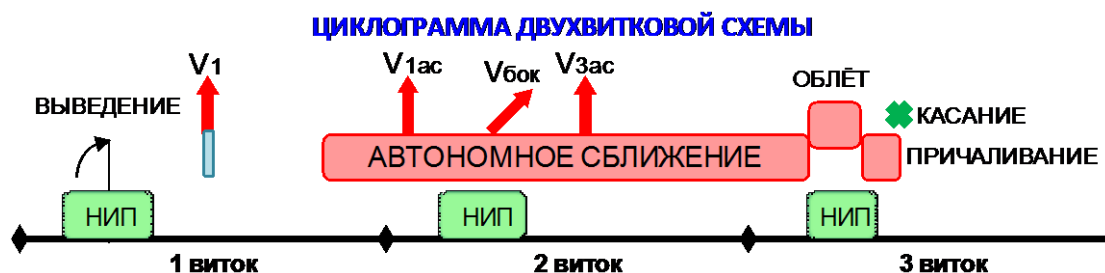 ЦИКЛОГРАММА ДВУХВИТКОВОЙ СХЕМЫ
V1
V1ас
Vбок
V3ас
ОБЛЁТ
ВЫВЕДЕНИЕ
КАСАНИЕ
АВТОНОМНОЕ СБЛИЖЕНИЕ
ПРИЧАЛИВАНИЕ
НИП
НИП
НИП
1 виток
2 виток
3 виток